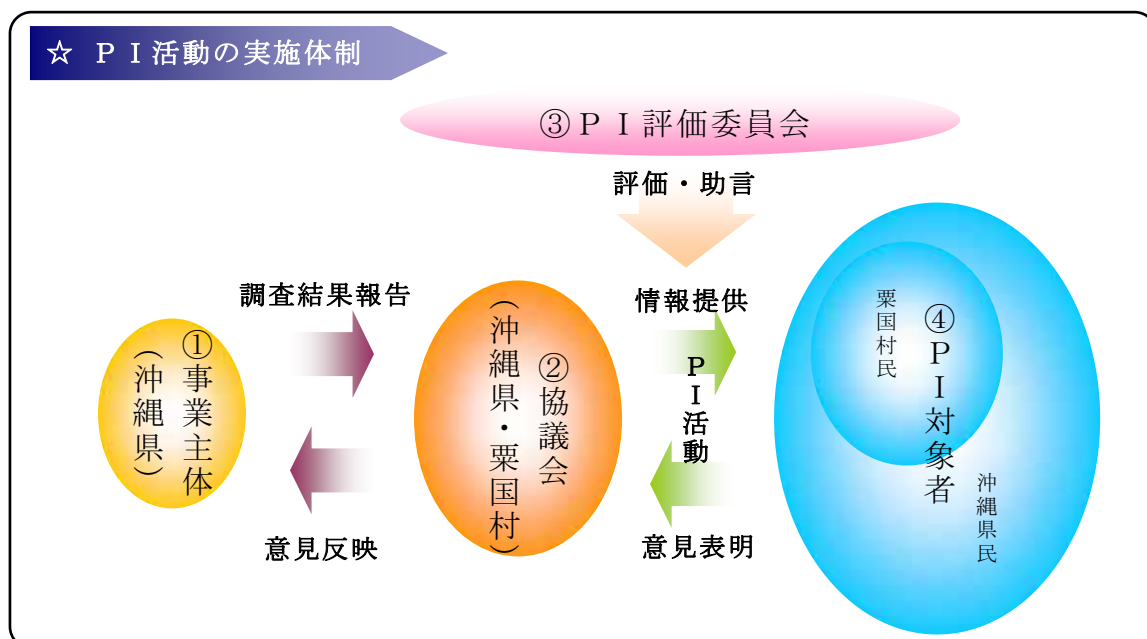 ☆ ＰＩ活動の実施体制
③ＰＩ評価委員会
評価・助言
調査結果報告
情報提供
①事業主体
（沖縄県）
②協議会
（沖縄県・粟国村）
ＰＩ活動
④ＰＩ対象者
粟国村民
沖縄県民
意見反映
意見表明